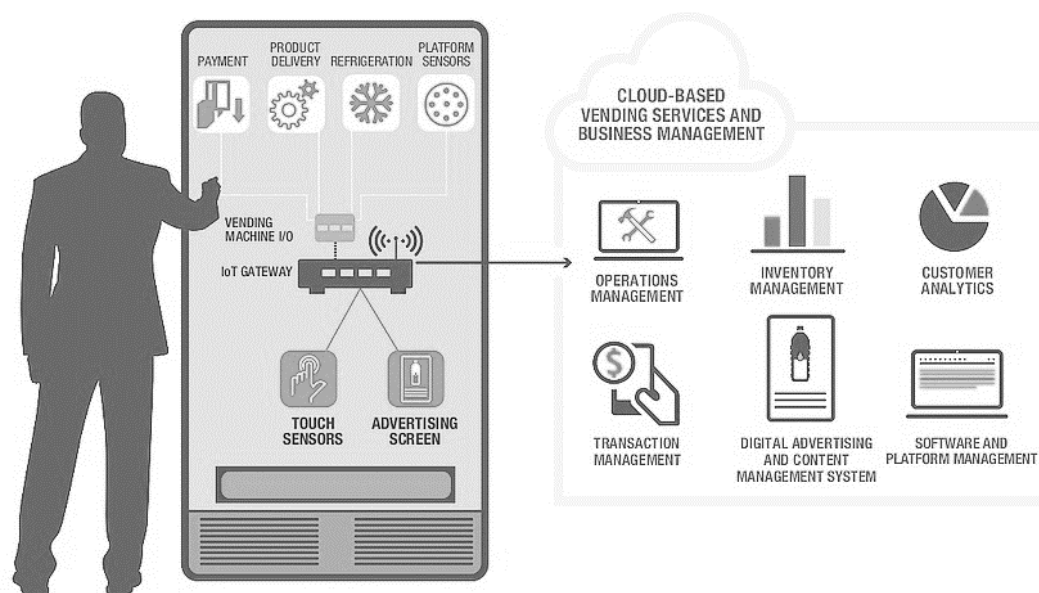 PAYMENT
PRODUCT
DELIVERY
REFRIGERATION
PLATFORM
SENSORS
VENDING
MACHINE I/O
IoT GATEWAY
TOUCH
SENSORS
ADVERTISING
SCREEN
CLOUD-BASED
VENDING SERVICES AND
BUSINESS MANAGEMENT
OPERATIONS
MANAGEMENT
INVENTORY
MANAGEMENT
CUSTOMER
ANALYTICS
$
TRANSACTION
MANAGEMENT
DIGITAL ADVERTISING
AND CONTENT
MANAGEMENT SYSTEM
SOFTWARE AND
PLATFORM MANAGEMENT